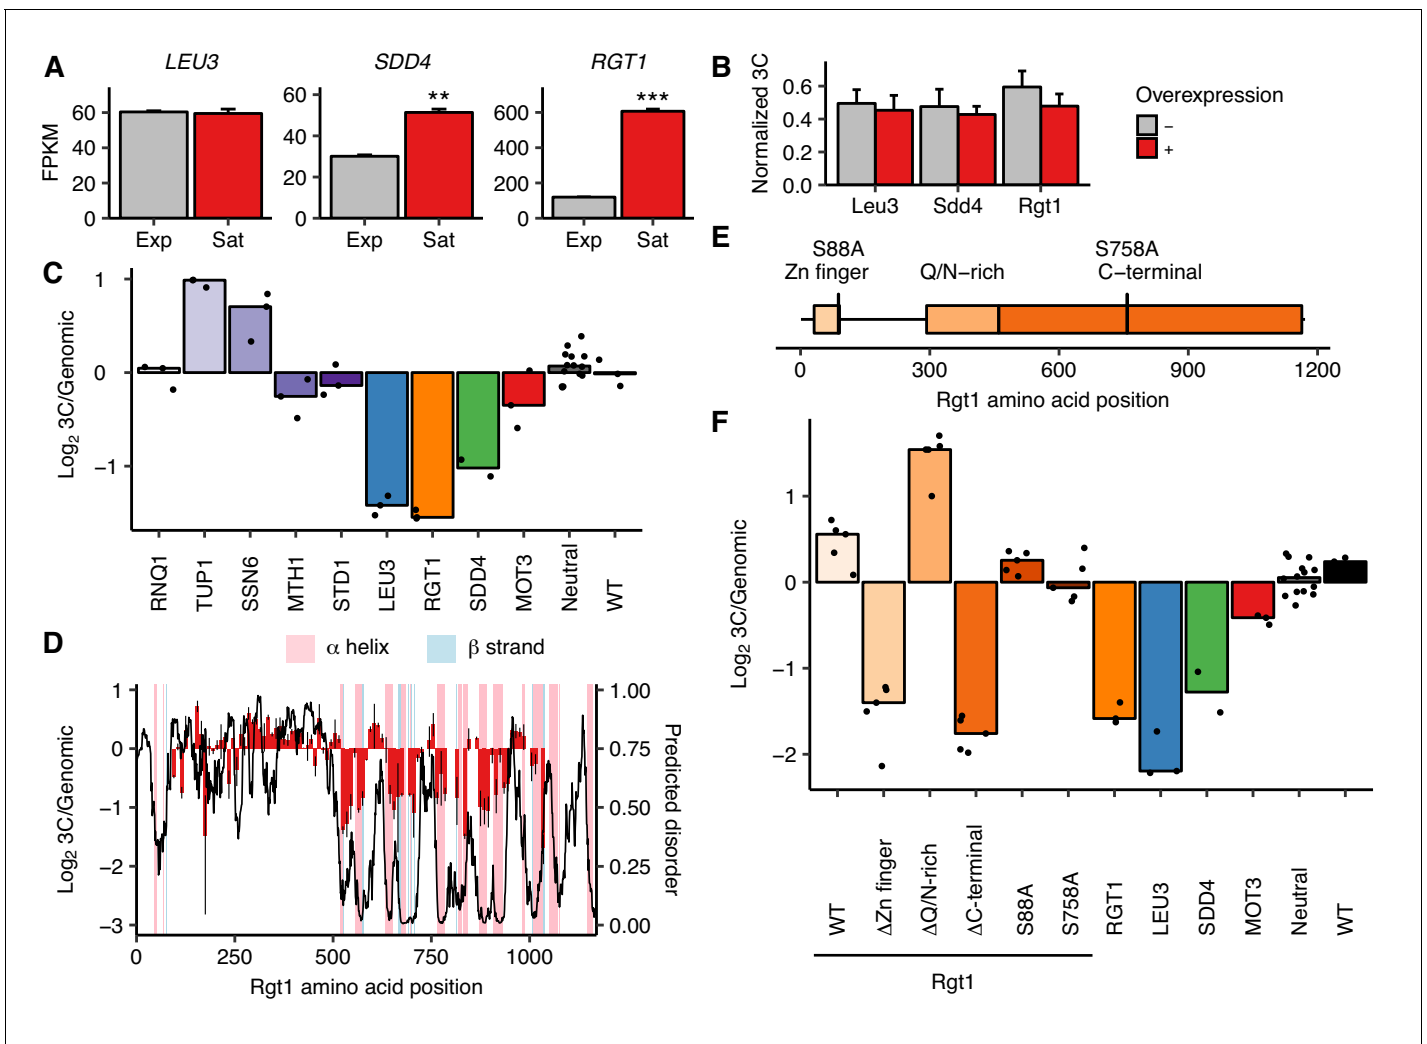 A
LEU3
SDD4
RGT1
FPKM
60
40
20
0
Exp
Sat
60
40
20
0
**
Exp
Sat
600
400
200
0
***
Exp
Sat
B
Normalized 3C
0.6
0.4
0.2
0.0
Leu3
Sdd4
Rgt1
Overexpression
−
+
C
Log2 3C/Genomic
1
0
−1
RNQ1
TUP1
SSN6
MTH1
STD1
LEU3
RGT1
SDD4
MOT3
Neutral
WT
E
S88A
S758A
Zn finger
Q/N−rich
C−terminal
0
300
600
900
1200
Rgt1 amino acid position
D
α helix
β strand
Log2 3C/Genomic
1
0
−1
−2
−3
1.00
0.75
0.50
0.25
0.00
Predicted disorder
0
250
500
750
1000
Rgt1 amino acid position
F
Log2 3C/Genomic
1
0
−1
−2
WT
ΔZn finger
ΔQ/N-rich
ΔC-terminal
S88A
S758A
RGT1
LEU3
SDD4
MOT3
Neutral
WT
Rgt1